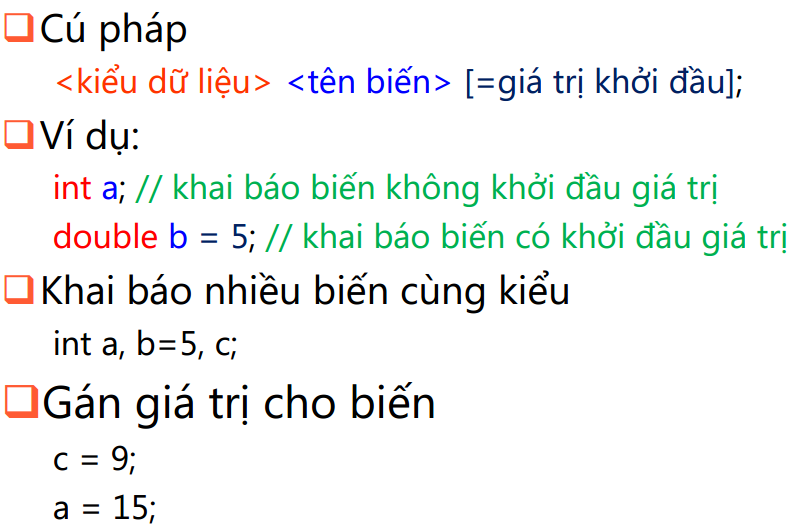 Cú pháp
<kiểu dữ liệu> <tên biến> [=giá trị khởi đầu];
Ví dụ:
int a; // khai báo biến không khởi đầu giá trị
double b = 5; // khai báo biến có khởi đầu giá trị
Khai báo nhiều biến cùng kiểu
int a, b=5, c;
Gán giá trị cho biến
c = 9;
a = 15;